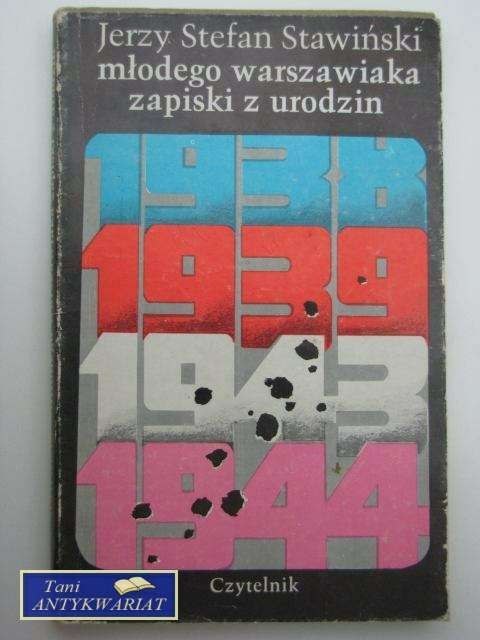 Jerzy Stefan Stawiński
młodego warszawiaka
zapiski z urodzin
1938
1939
1943
1944
Czytelnik
Tani
ANTYKWARIAT